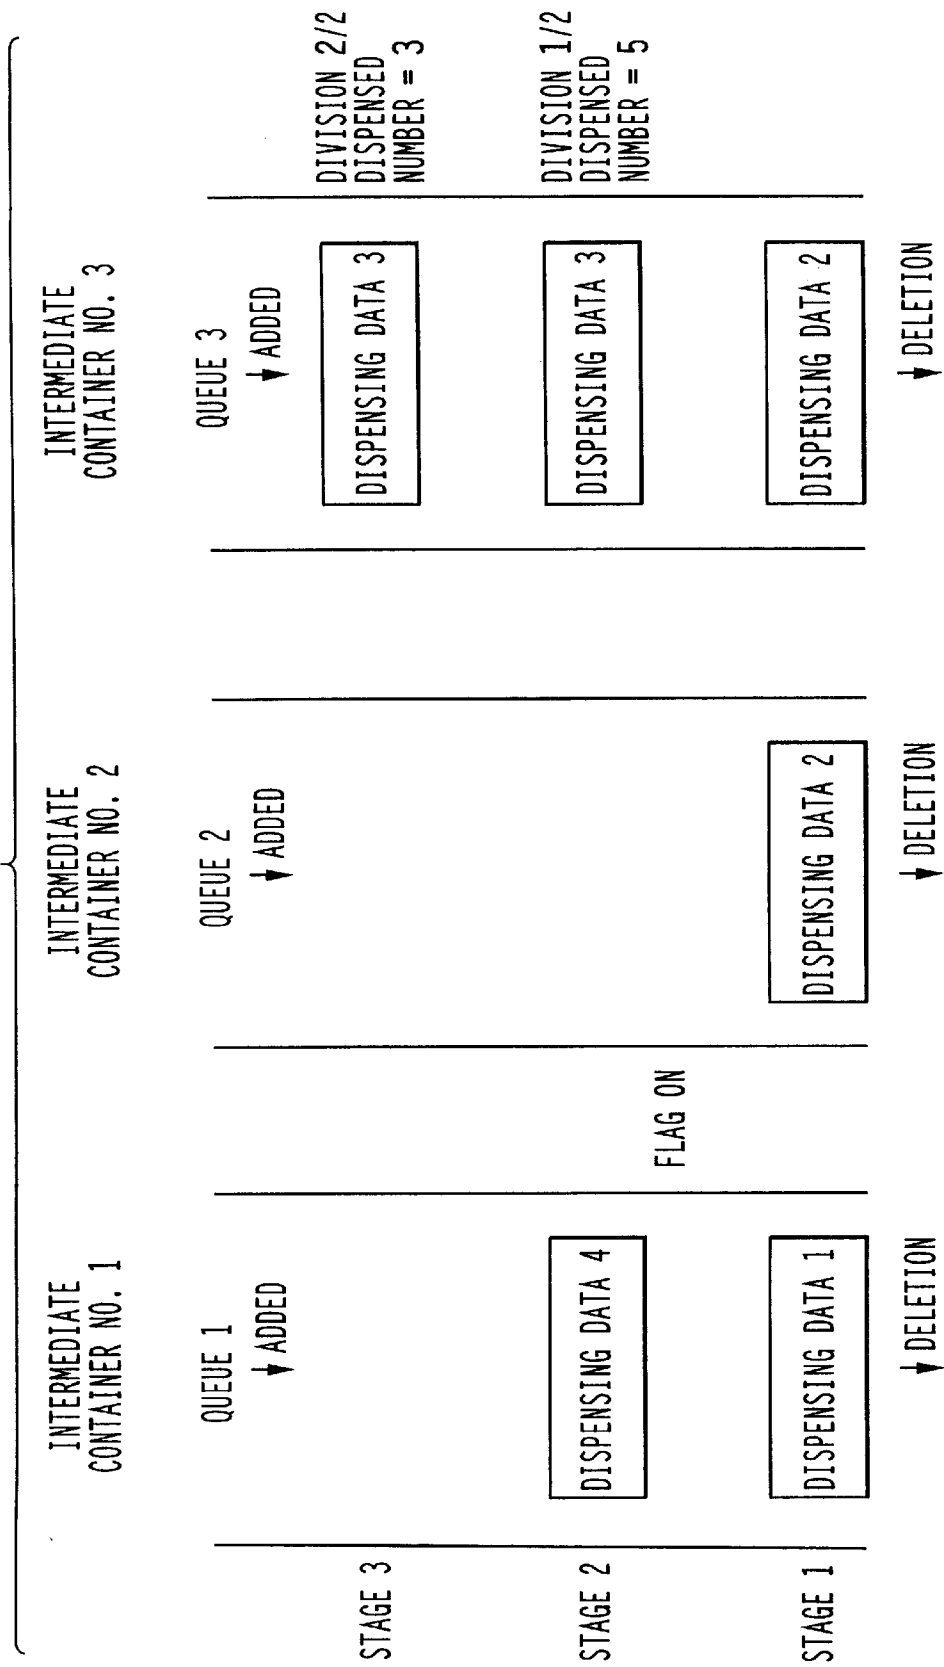 INTERMEDIATE
CONTAINER NO. 1
INTERMEDIATE
CONTAINER NO. 2
INTERMEDIATE
CONTAINER NO. 3
QUEUE 1
ADDED
QUEUE 2
ADDED
QUEUE 3
ADDED
STAGE 3
DISPENSING DATA 3
DIVISION 2/2
DISPENSED
NUMBER = 3
STAGE 2
DISPENSING DATA 4
DISPENSING DATA 3
DIVISION 1/2
DISPENSED
NUMBER = 5
FLAG ON
STAGE 1
DISPENSING DATA 1
DISPENSING DATA 2
DISPENSING DATA 2
DELETION
DELETION
DELETION